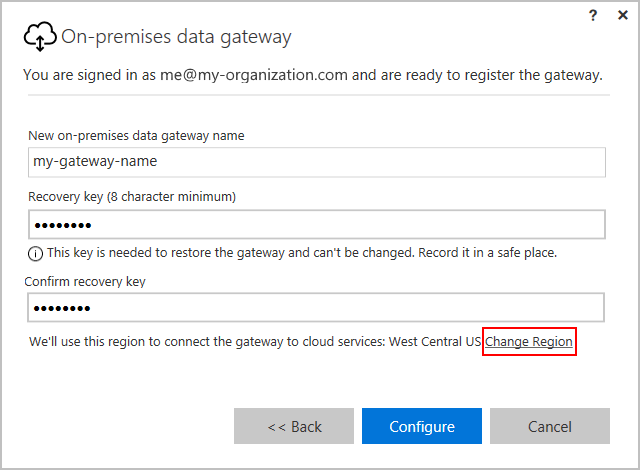 ? ×
On-premises data gateway
You are signed in as me@my-organization.com and are ready to register the gateway.
New on-premises data gateway name
my-gateway-name
Recovery key (8 character minimum)
●●●●●●●●
This key is needed to restore the gateway and can't be changed. Record it in a safe place.
Confirm recovery key
●●●●●●●●
We'll use this region to connect the gateway to cloud services: West Central US Change Region
<< Back Configure Cancel